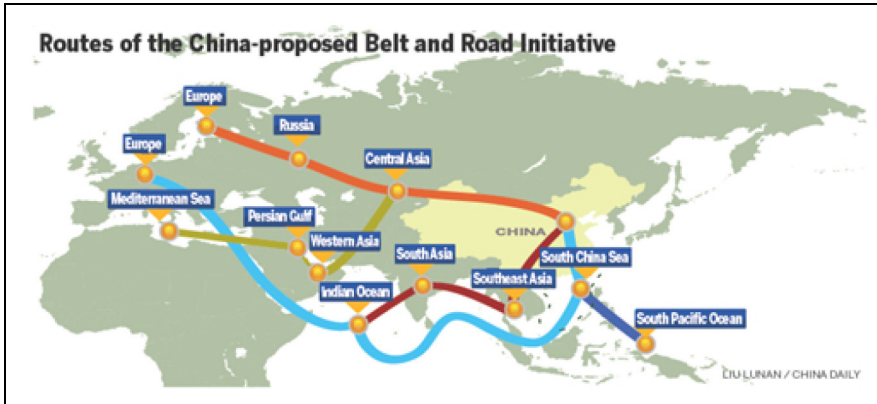 Routes of the China-proposed Belt and Road Initiative
Europe
Russia
Europe
Central Asia
Mediterranean Sea
Persian Gulf
CHINA
Western Asia
South Asia
South China Sea
Southeast Asia
Indian Ocean
South Pacific Ocean
LIU LUNAN / CHINA DAILY